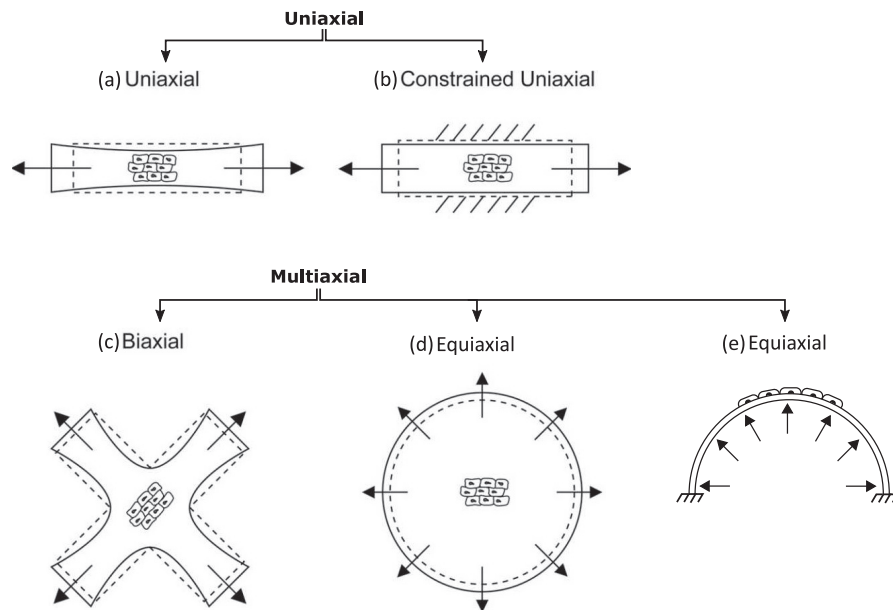 Uniaxial
(a) Uniaxial
(b) Constrained Uniaxial
Multiaxial
(c) Biaxial
(d) Equiaxial
(e) Equiaxial